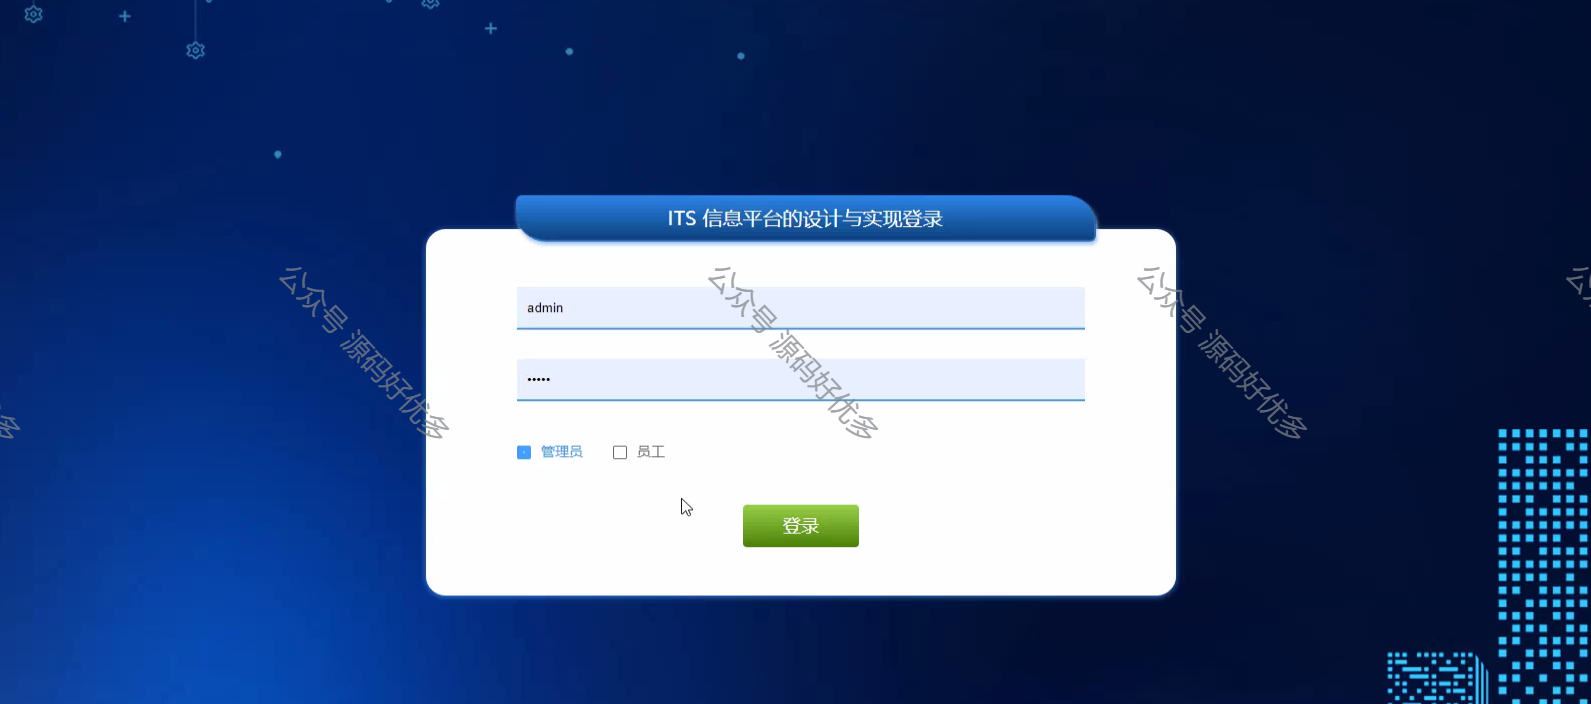 ITS 信息平台的设计与实现登录
admin
•••••
管理员 员工
登录
公众号 源码好优多
公众号 源码好优多
公众号 源码好优多